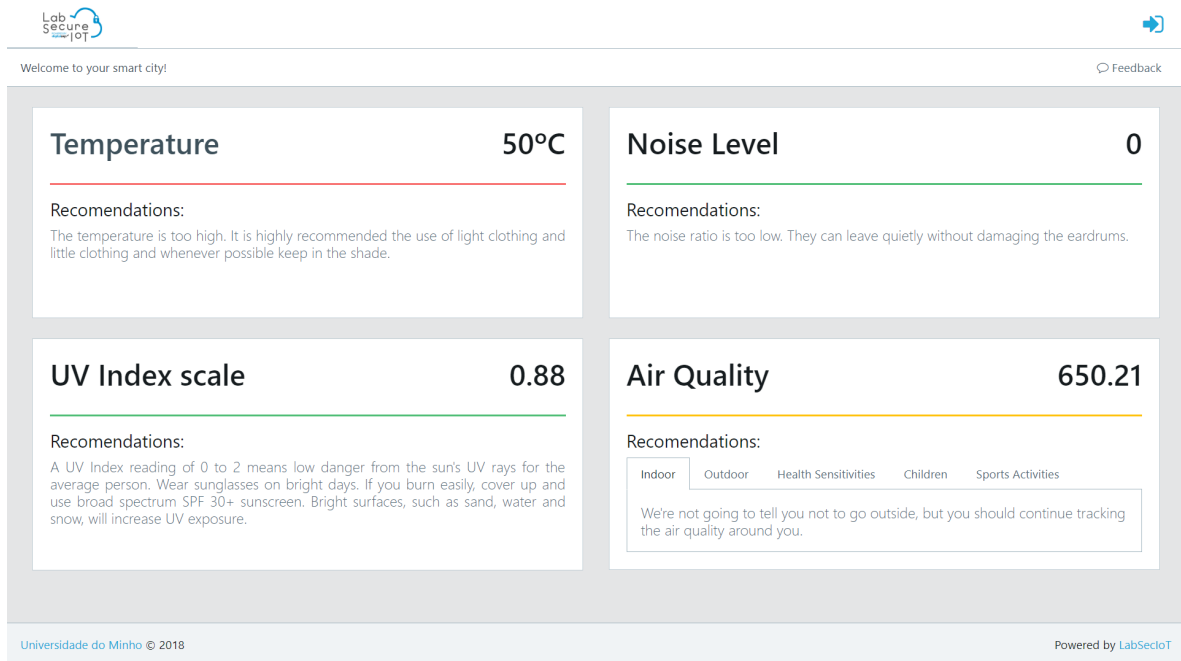 Lab
Secure
IoT
Welcome to your smart city!
Feedback
Temperature 50ºC
Recomendations:
The temperature is too high. It is highly recommended the use of light clothing and
little clothing and whenever possible keep in the shade.
Noise Level 0
Recomendations:
The noise ratio is too low. They can leave quietly without damaging the eardrums.
UV Index scale 0.88
Recomendations:
A UV Index reading of 0 to 2 means low danger from the sun's UV rays for the
average person. Wear sunglasses on bright days. If you burn easily, cover up and
use broad spectrum SPF 30+ sunscreen. Bright surfaces, such as sand, water and
snow, will increase UV exposure.
Air Quality 650.21
Recomendations:
Indoor Outdoor Health Sensitivities Children Sports Activities
We're not going to tell you not to go outside, but you should continue tracking
the air quality around you.
Universidade do Minho © 2018
Powered by LabSecIoT